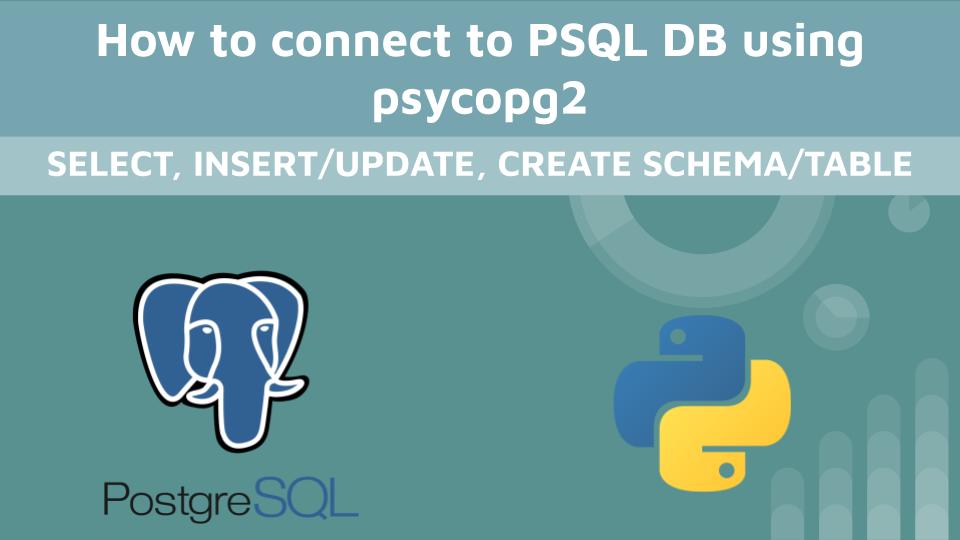 How to connect to PSQL DB using
psycopg2
SELECT, INSERT/UPDATE, CREATE SCHEMA/TABLE
PostgreSQL